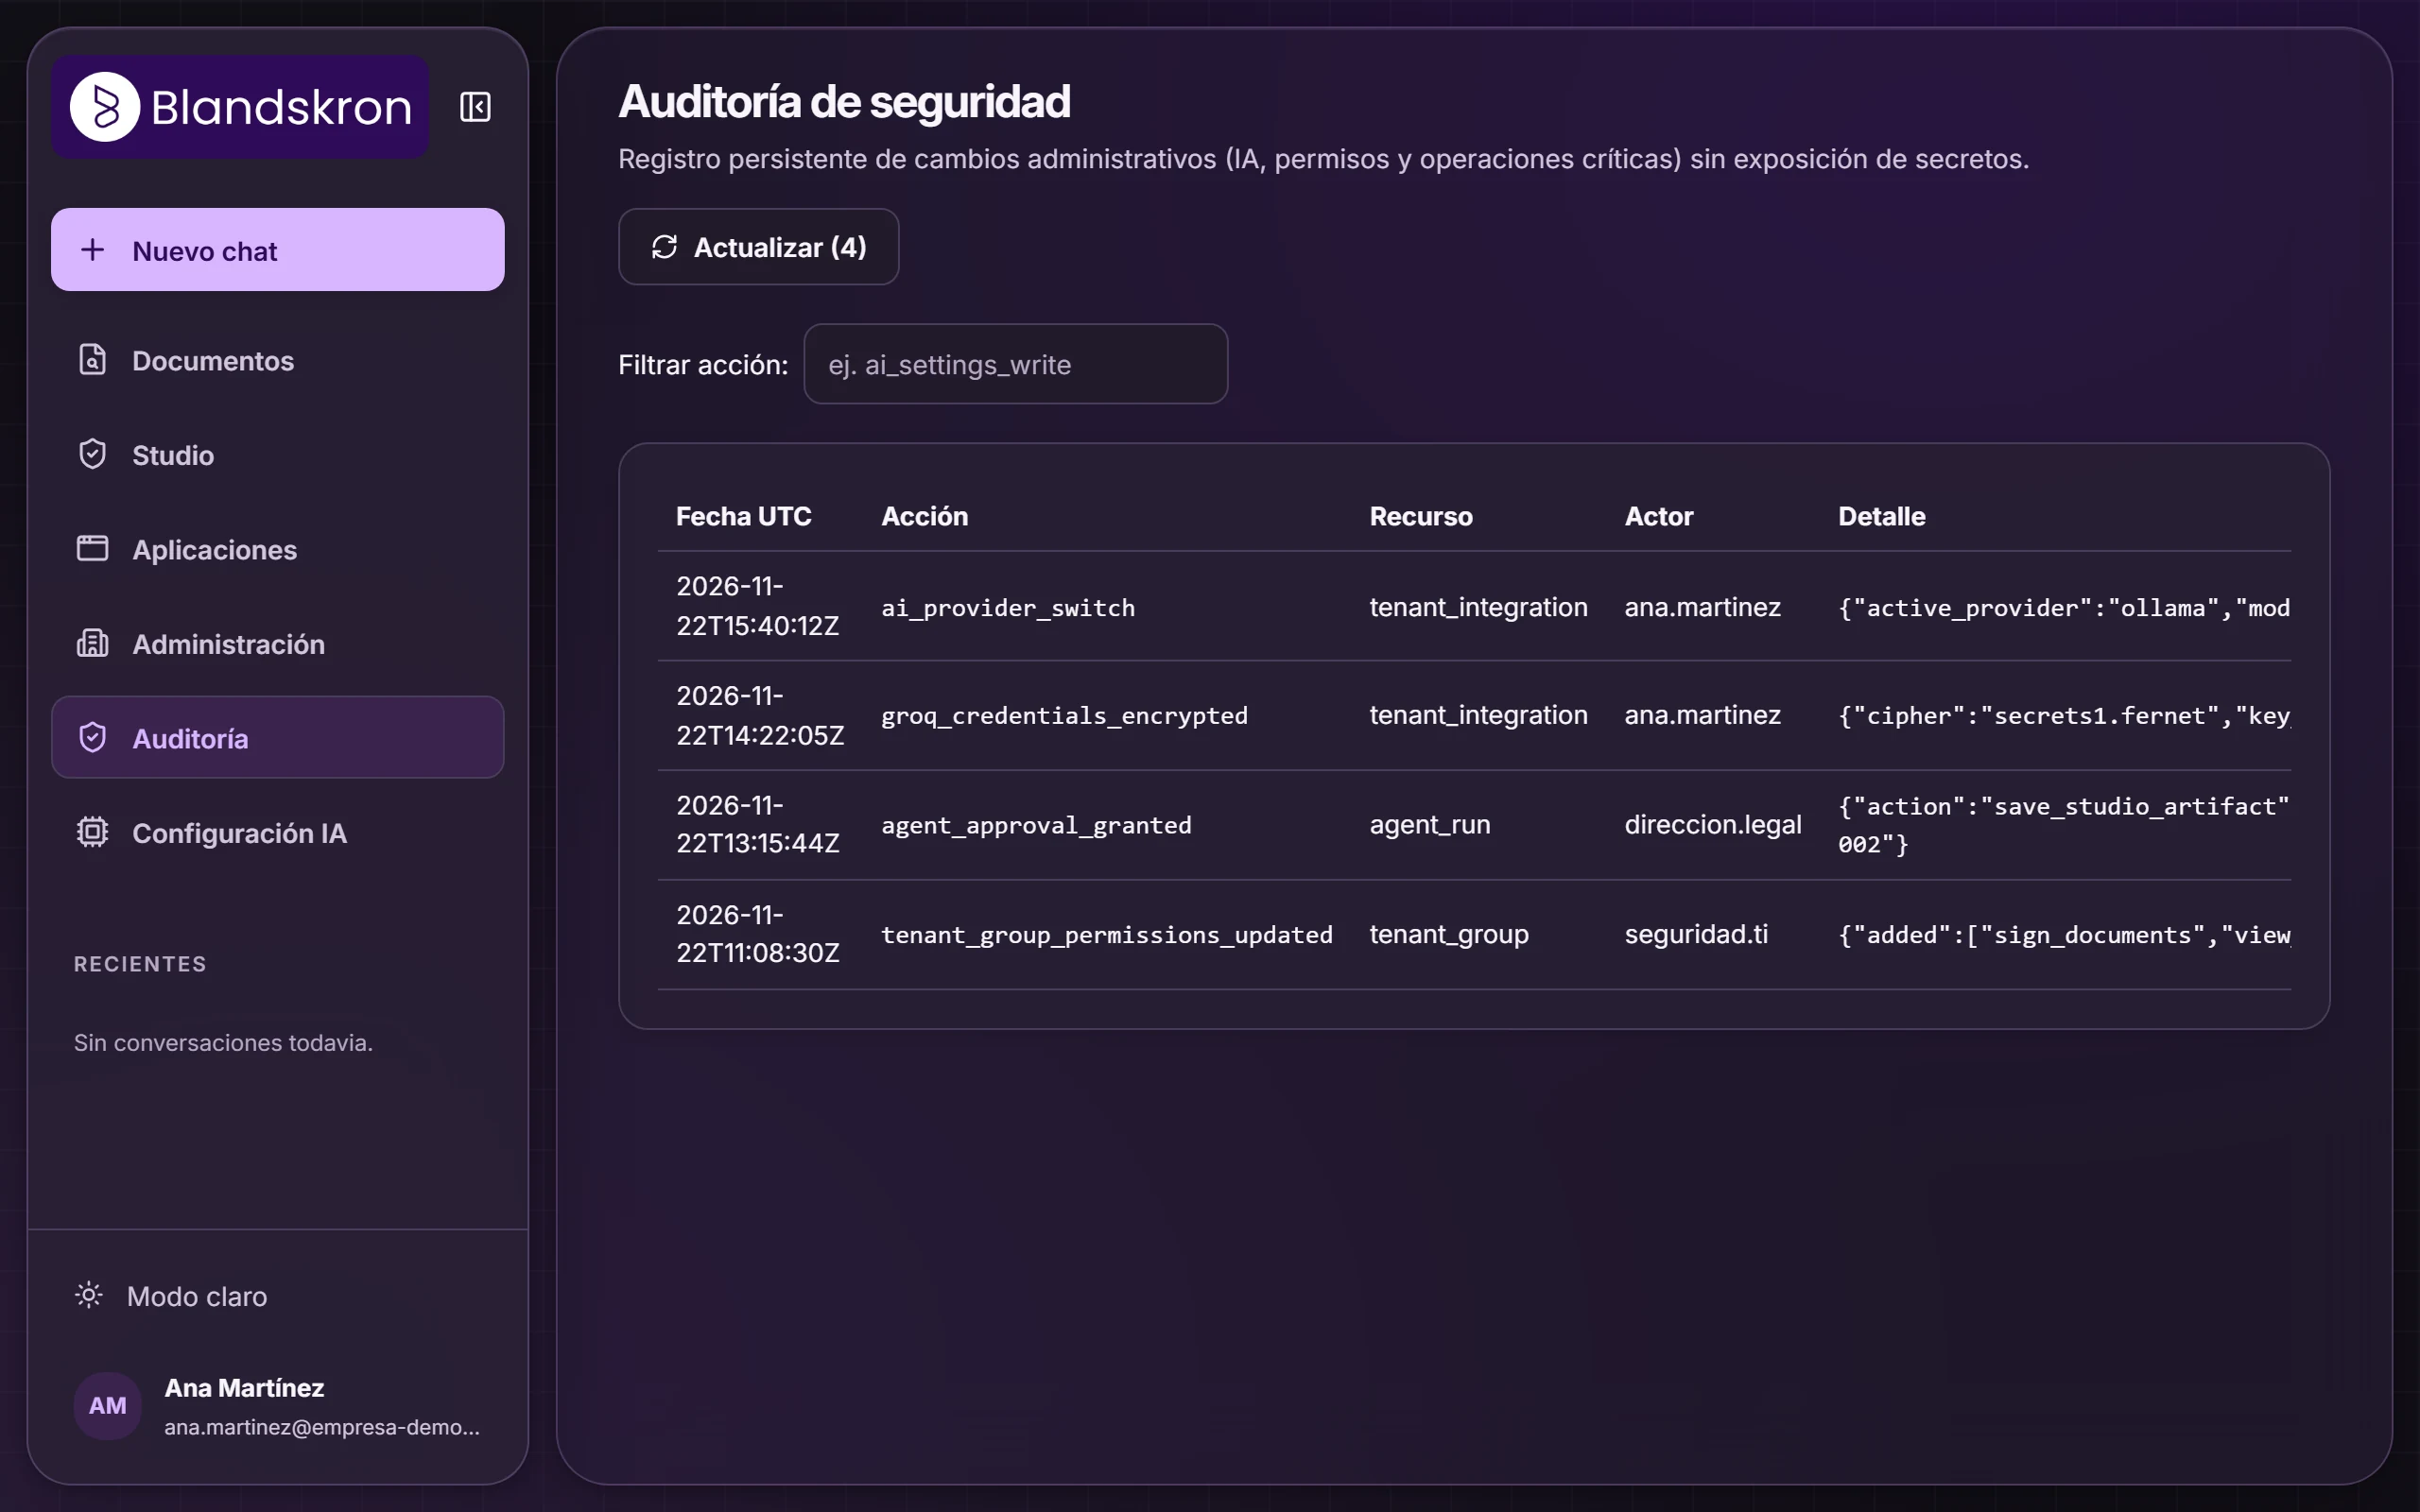 Blandskron
Nuevo chat
Documentos
Studio
Aplicaciones
Administración
Auditoría
Configuración IA
RECIENTES
Sin conversaciones todavia.
Modo claro
AM
Ana Martínez
ana.martinez@empresa-demo...
Auditoría de seguridad
Registro persistente de cambios administrativos (IA, permisos y operaciones críticas) sin exposición de secretos.
Actualizar (4)
Filtrar acción: ej. ai_settings_write
Fecha UTC Acción Recurso Actor Detalle
2026-11-
22T15:40:12Z ai_provider_switch tenant_integration ana.martinez {"active_provider":"ollama","mod
2026-11-
22T14:22:05Z groq_credentials_encrypted tenant_integration ana.martinez {"cipher":"secrets1.fernet","key_
2026-11-
22T13:15:44Z agent_approval_granted agent_run direccion.legal {"action":"save_studio_artifact"
002"}
2026-11-
22T11:08:30Z tenant_group_permissions_updated tenant_group seguridad.ti {"added":["sign_documents","view_